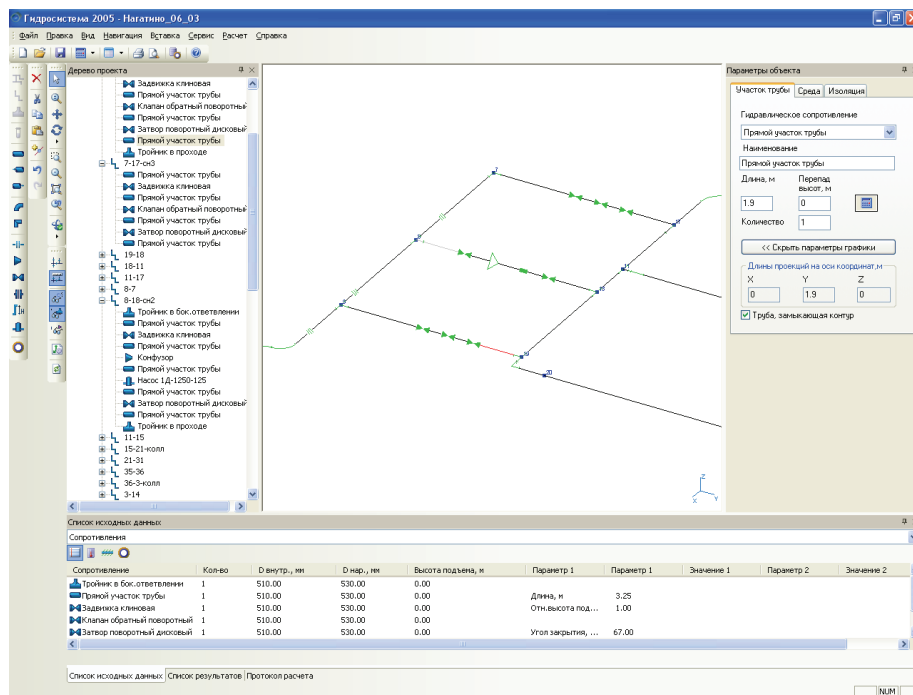 Гидросистема 2005 - Нагатино_06_03
Файл Правка Вид Навигация Вставка Сервис Расчет Справка
Дерево проекта
Задвижка клиновая
Прямой участок трубы
Клапан обратный поворотный
Прямой участок трубы
Затвор поворотный дисковый
Прямой участок трубы
Тройник в проходе
7-17-сн3
Прямой участок трубы
Задвижка клиновая
Прямой участок трубы
Клапан обратный поворотный
Прямой участок трубы
Затвор поворотный дисковый
Прямой участок трубы
19-18
18-11
11-17
8-7
8-18-сн2
Тройник в бок.ответвлении
Прямой участок трубы
Задвижка клиновая
Прямой участок трубы
Конфузор
Насос 1Д-1250-125
Прямой участок трубы
Затвор поворотный дисковый
Прямой участок трубы
Тройник в проходе
11-15
15-21-колл
21-31
35-36
36-3-колл
3-14
7
11
18
19
20
Z
X
Y
Параметры объекта
Участок трубы Среда Изоляция
Гидравлическое сопротивление
Прямой участок трубы
Наименование
Прямой участок трубы
Длина, м Перепад высот, м
1.9 0
Количество 1
<< Скрыть параметры графики
Длины проекций на оси координат,м
X Y Z
0 1.9 0
Труба, замыкающая контур
Список исходных данных
Сопротивления
Сопротивление Кол-во D внутр., мм D нар., мм Высота подъема, м Параметр 1 Параметр 1 Значение 1 Параметр 2 Значение 2
Тройник в бок.ответвлении 1 510.00 530.00 0.00
Прямой участок трубы 1 510.00 530.00 0.00 Длина, м 3.25
Задвижка клиновая 1 510.00 530.00 0.00 Отн.высота под... 1.00
Клапан обратный поворотный 1 510.00 530.00 0.00
Затвор поворотный дисковый 1 510.00 530.00 0.00 Угол закрытия, ... 67.00
Список исходных данных Список результатов Протокол расчета
NUM